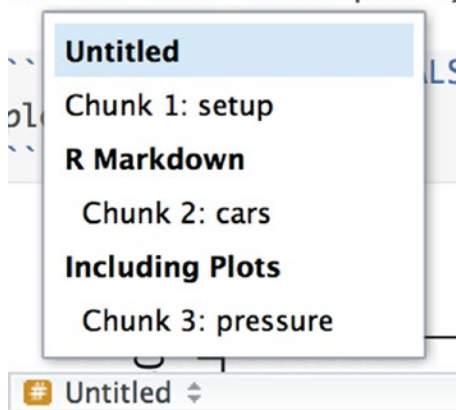 Untitled
Chunk 1: setup
R Markdown
Chunk 2: cars
Including Plots
Chunk 3: pressure
Untitled